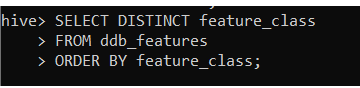 hive> SELECT DISTINCT feature_class
    > FROM ddb_features
    > ORDER BY feature_class;